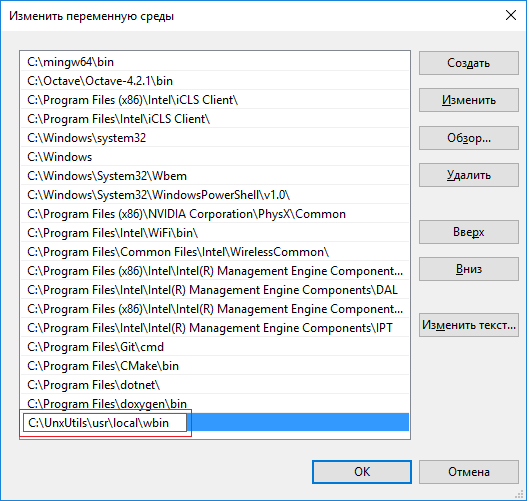 Изменить переменную среды
C:\mingw64\bin
C:\Octave\Octave-4.2.1\bin
C:\Program Files (x86)\Intel\iCLS Client\
C:\Program Files\Intel\iCLS Client\
C:\Windows\system32
C:\Windows
C:\Windows\System32\Wbem
C:\Windows\System32\WindowsPowerShell\v1.0\
C:\Program Files (x86)\NVIDIA Corporation\PhysX\Common
C:\Program Files\Intel\WiFi\bin\
C:\Program Files\Common Files\Intel\WirelessCommon\
C:\Program Files (x86)\Intel\Intel(R) Management Engine Component...
C:\Program Files\Intel\Intel(R) Management Engine Components\DAL
C:\Program Files (x86)\Intel\Intel(R) Management Engine Component...
C:\Program Files\Intel\Intel(R) Management Engine Components\IPT
C:\Program Files\Git\cmd
C:\Program Files\CMake\bin
C:\Program Files\dotnet\
C:\Program Files\doxygen\bin
C:\UnxUtils\usr\local\wbin
Создать
Изменить
Обзор...
Удалить
Вверх
Вниз
Изменить текст...
OK
Отмена